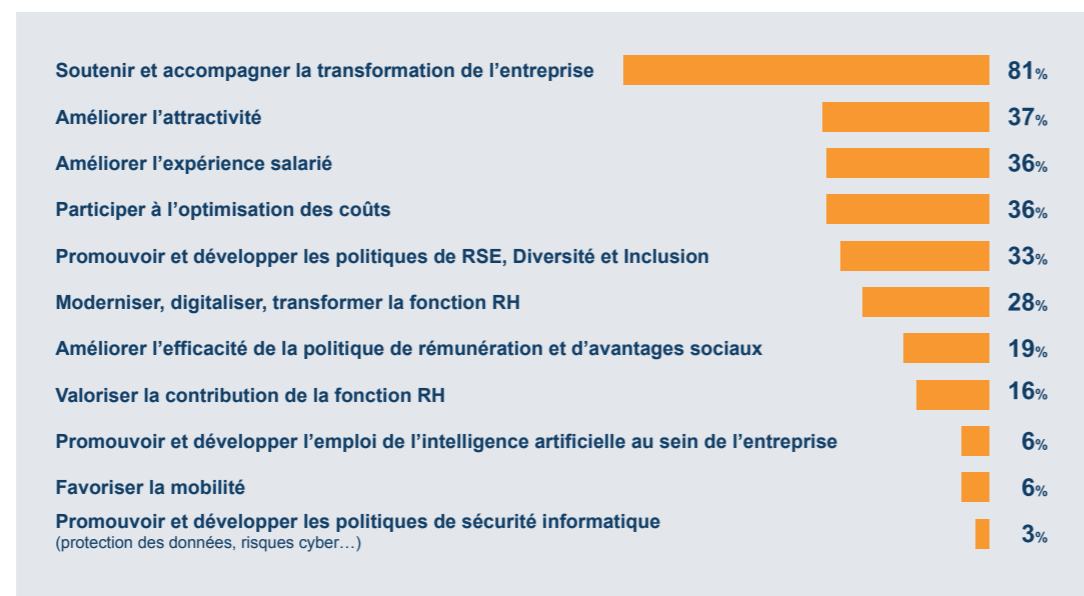 Soutenir et accompagner la transformation de l’entreprise 81%
Améliorer l’attractivité 37%
Améliorer l’expérience salarié 36%
Participer à l’optimisation des coûts 36%
Promouvoir et développer les politiques de RSE, Diversité et Inclusion 33%
Moderniser, digitaliser, transformer la fonction RH 28%
Améliorer l’efficacité de la politique de rémunération et d’avantages sociaux 19%
Valoriser la contribution de la fonction RH 16%
Promouvoir et développer l’emploi de l’intelligence artificielle au sein de l’entreprise 6%
Favoriser la mobilité 6%
Promouvoir et développer les politiques de sécurité informatique 3%
(protection des données, risques cyber…)